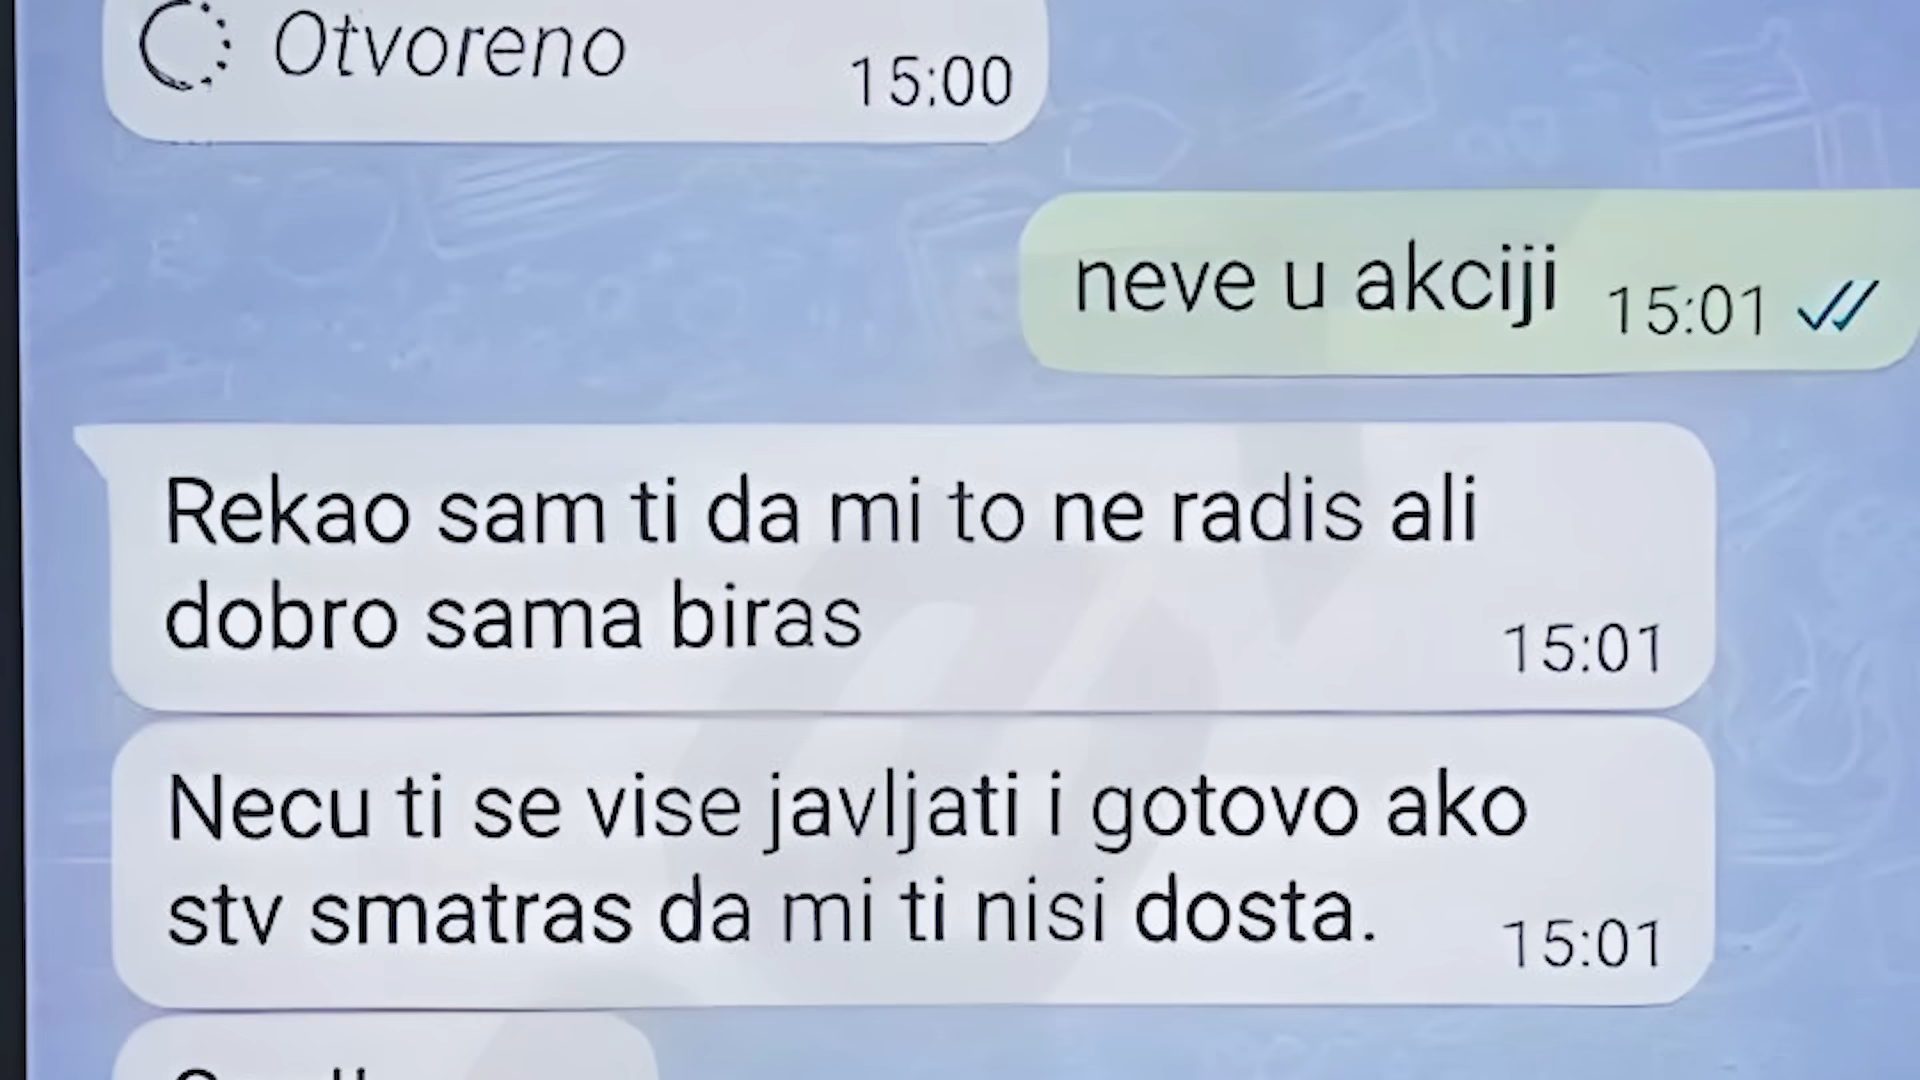 Otvoreno
15:00
neve u akciji 15:01
Rekao sam ti da mi to ne radis ali
dobro sama biras
15:01
Necu ti se vise javljati i gotovo ako
stv smatras da mi ti nisi dosta.
15:01